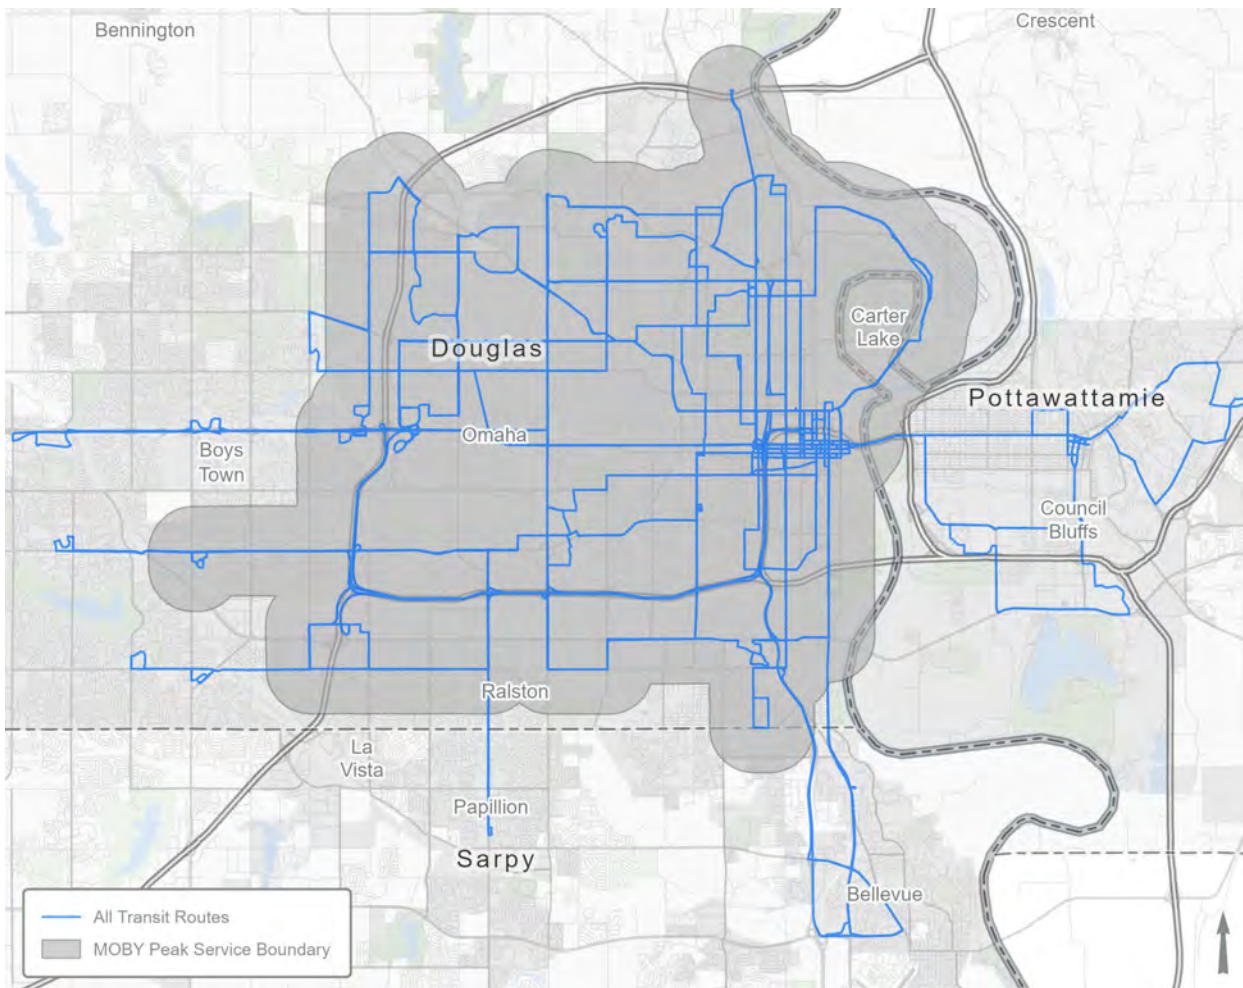 Bennington
Crescent
Carter
Lake
Douglas
Pottawattamie
Omaha
Boys
Town
Council
Bluffs
Ralston
La
Vista
Papillion
Sarpy
Bellevue
All Transit Routes
MOBY Peak Service Boundary